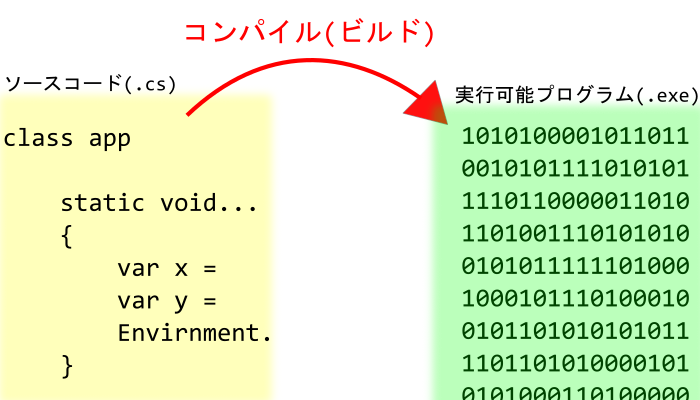 コンパイル(ビルド)
ソースコード(.cs)
class app
static void...
{
var x =
var y =
Envirnment.
}
実行可能プログラム(.exe)
1010100001011011
0010101111010101
1110110000011010
1101001110101010
0101011111101000
1000101110100010
0101101010101011
1101101010000101
0101000110100000